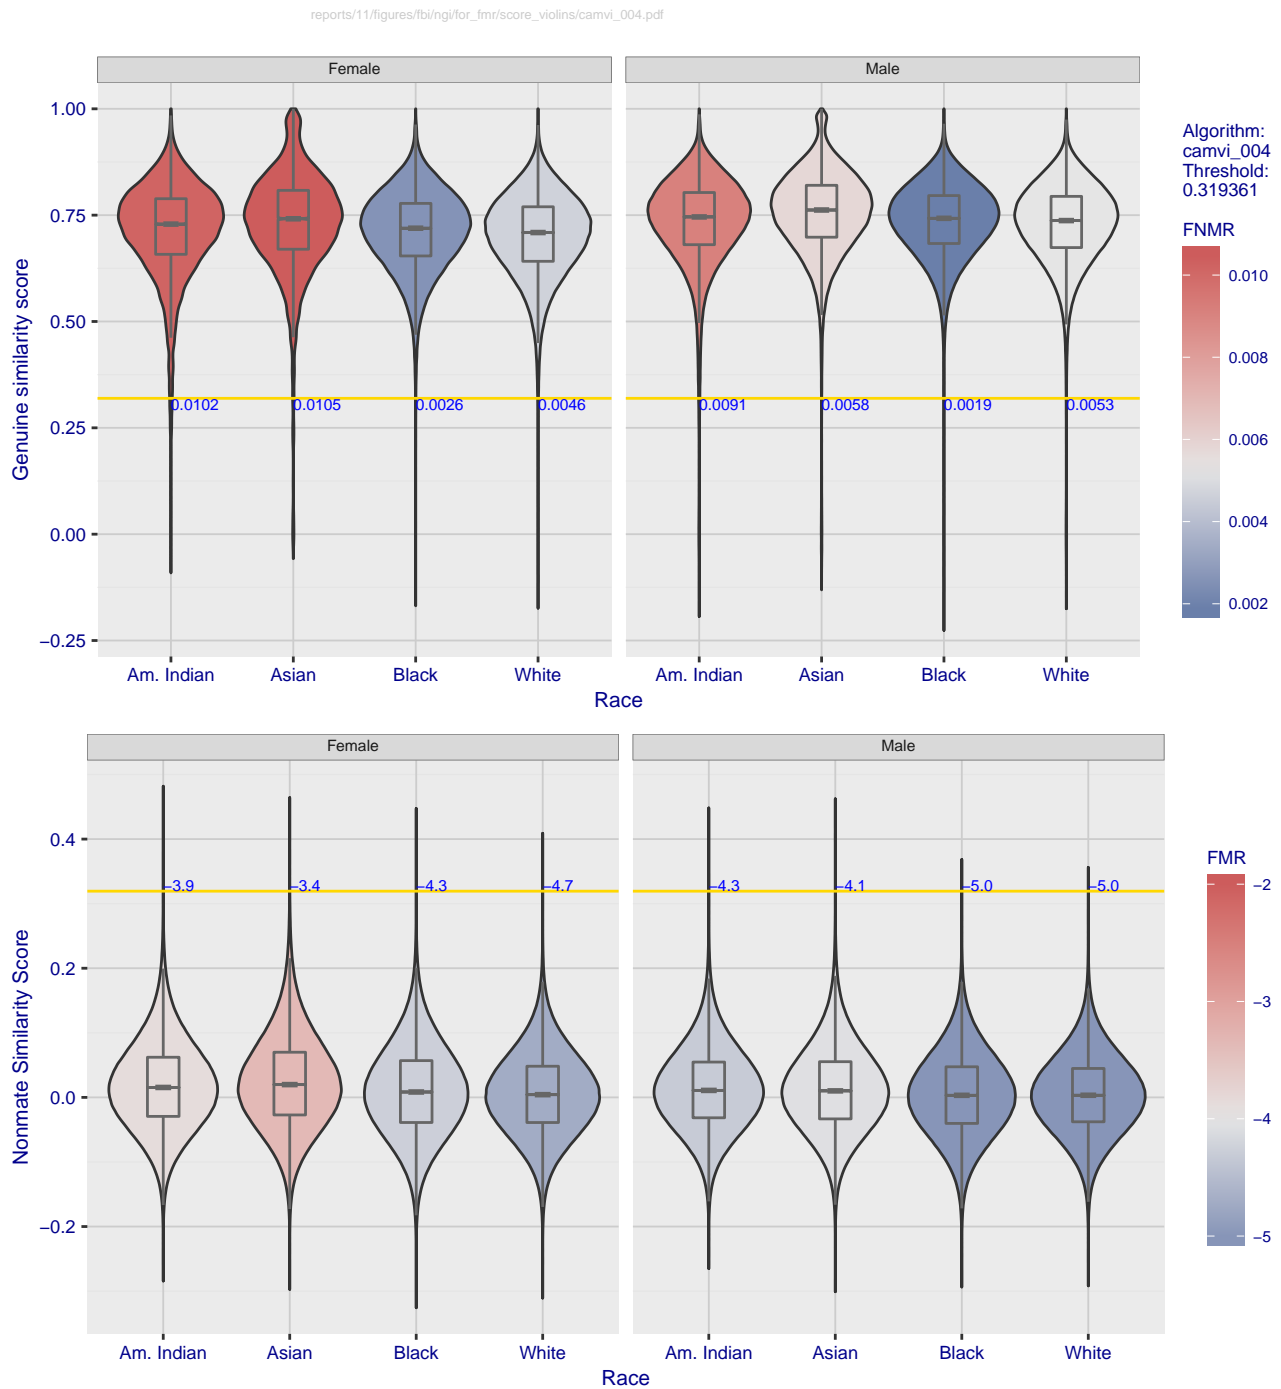 reports/11/figures/fbi/ngi/for_fmr/score_violins/camvi_004.pdf
Female
Male
Genuine similarity score
1.00
0.75
0.50
0.25
0.00
−0.25
0.0102
0.0105
0.0026
0.0046
0.0091
0.0058
0.0019
0.0053
Am. Indian
Asian
Black
White
Am. Indian
Asian
Black
White
Race
Algorithm:
camvi_004
Threshold:
0.319361
FNMR
0.010
0.008
0.006
0.004
0.002
Female
Male
Nonmate Similarity Score
0.4
0.2
0.0
−0.2
−3.9
−3.4
−4.3
−4.7
−4.3
−4.1
−5.0
−5.0
Am. Indian
Asian
Black
White
Am. Indian
Asian
Black
White
Race
FMR
−2
−3
−4
−5